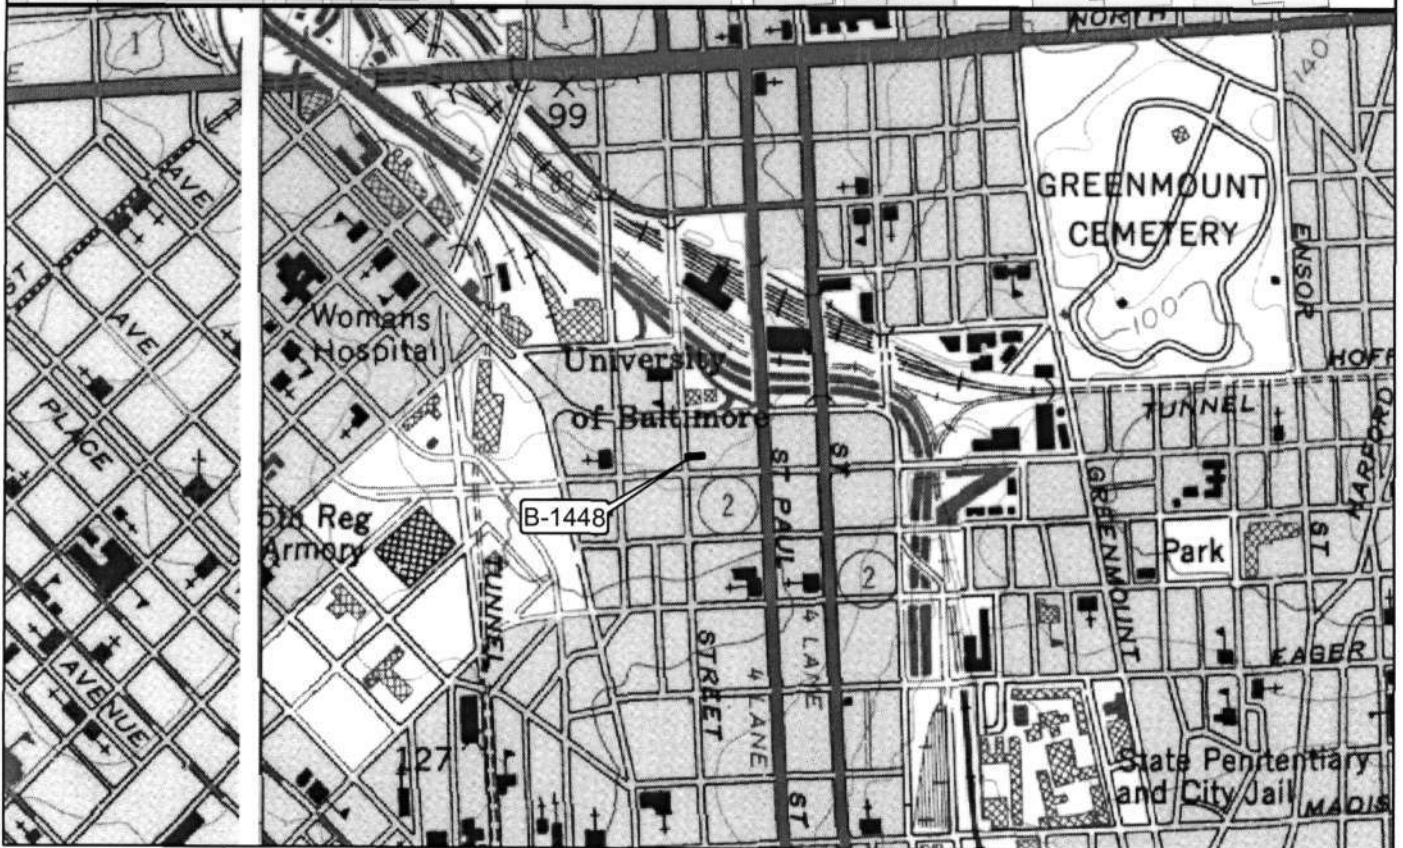 NORTH
1
1
E
99
140
AVE
GREENMOUNT
CEMETERY
ENSOR
ST
AVE
100
Womans
Hospital
University
of Baltimore
HOFF
TUNNEL
HARFORD
PLACE
ST PAUL
ST
GREENMOUNT
2
B-1448
5th Reg
Armory
Park
ST
2
TUNNEL
4 LANE
STREET
4 LANE
EAGER
AVENUE
127
State Penitentiary
and City Jail
MADIS
ST